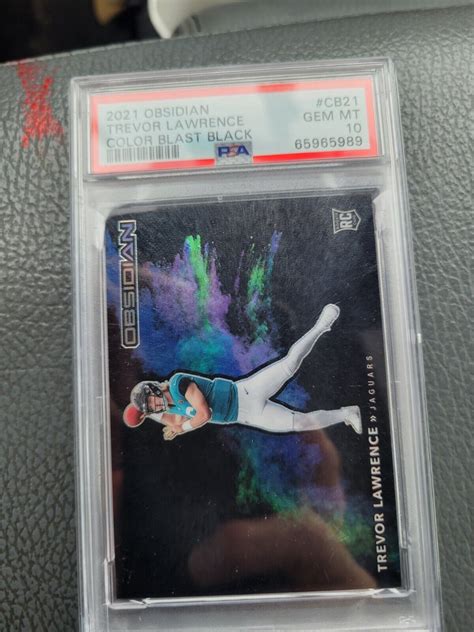 2021 OBSIDIAN
TREVOR LAWRENCE
COLOR BLAST BLACK
#CB21
GEM MT
10
65965989
PSA
OBSIDIAN
RC
TREVOR LAWRENCE » JAGUARS